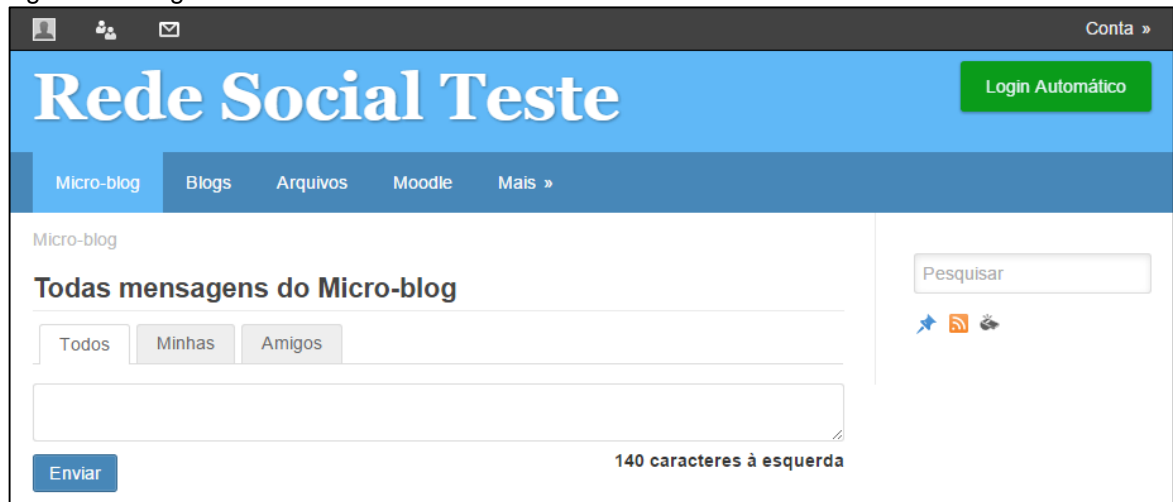 Conta »
Rede Social Teste
Login Automático
Micro-blog Blogs Arquivos Moodle Mais »
Micro-blog
Pesquisar
Todas mensagens do Micro-blog
Todos Minhas Amigos
140 caracteres à esquerda
Enviar